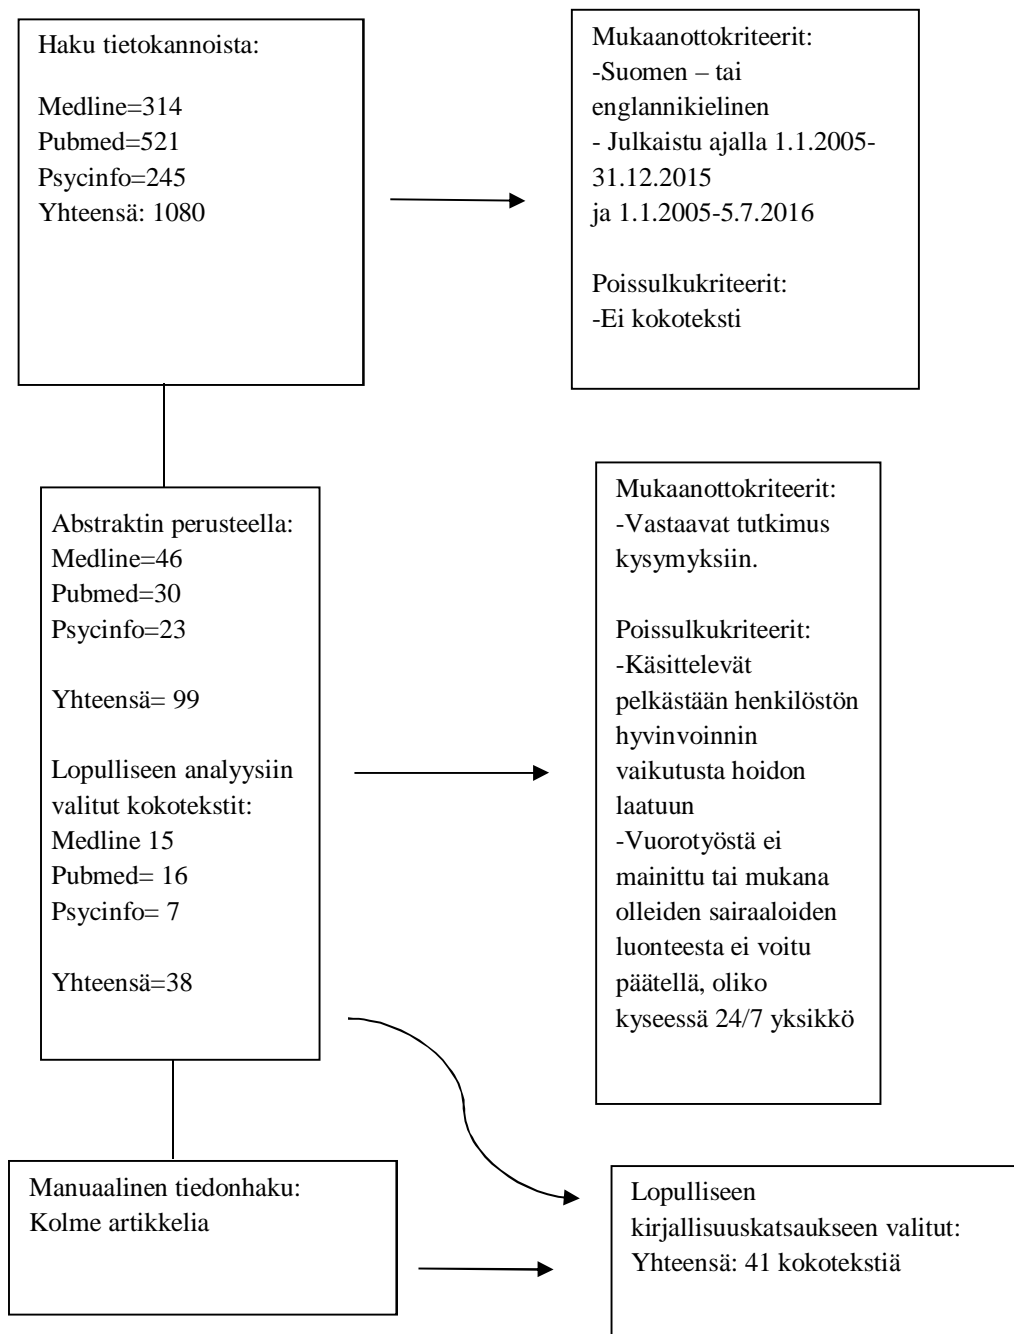 Haku tietokannoista:
Medline=314
Pubmed=521
Psycinfo=245
Yhteensä: 1080
Mukaanottokriteerit:
-Suomen – tai
englannikielinen
- Julkaistu ajalla 1.1.2005-
31.12.2015
ja 1.1.2005-5.7.2016
Poissulkukriteerit:
-Ei kokoteksti
Abstraktin perusteella:
Medline=46
Pubmed=30
Psycinfo=23
Yhteensä= 99
Lopulliseen analyysiin
valitut kokotekstit:
Medline 15
Pubmed= 16
Psycinfo= 7
Yhteensä=38
Mukaanottokriteerit:
-Vastaavat tutkimus
kysymyksiin.
Poissulkukriteerit:
-Käsittelevät
pelkästään henkilöstön
hyvinvoinnin
vaikutusta hoidon
laatuun
-Vuorotyöstä ei
mainittu tai mukana
olleiden sairaaloiden
luonteesta ei voitu
päätellä, oliko
kyseessä 24/7 yksikkö
Manuaalinen tiedonhaku:
Kolme artikkelia
Lopulliseen
kirjallisuuskatsaukseen valitut:
Yhteensä: 41 kokotekstiä